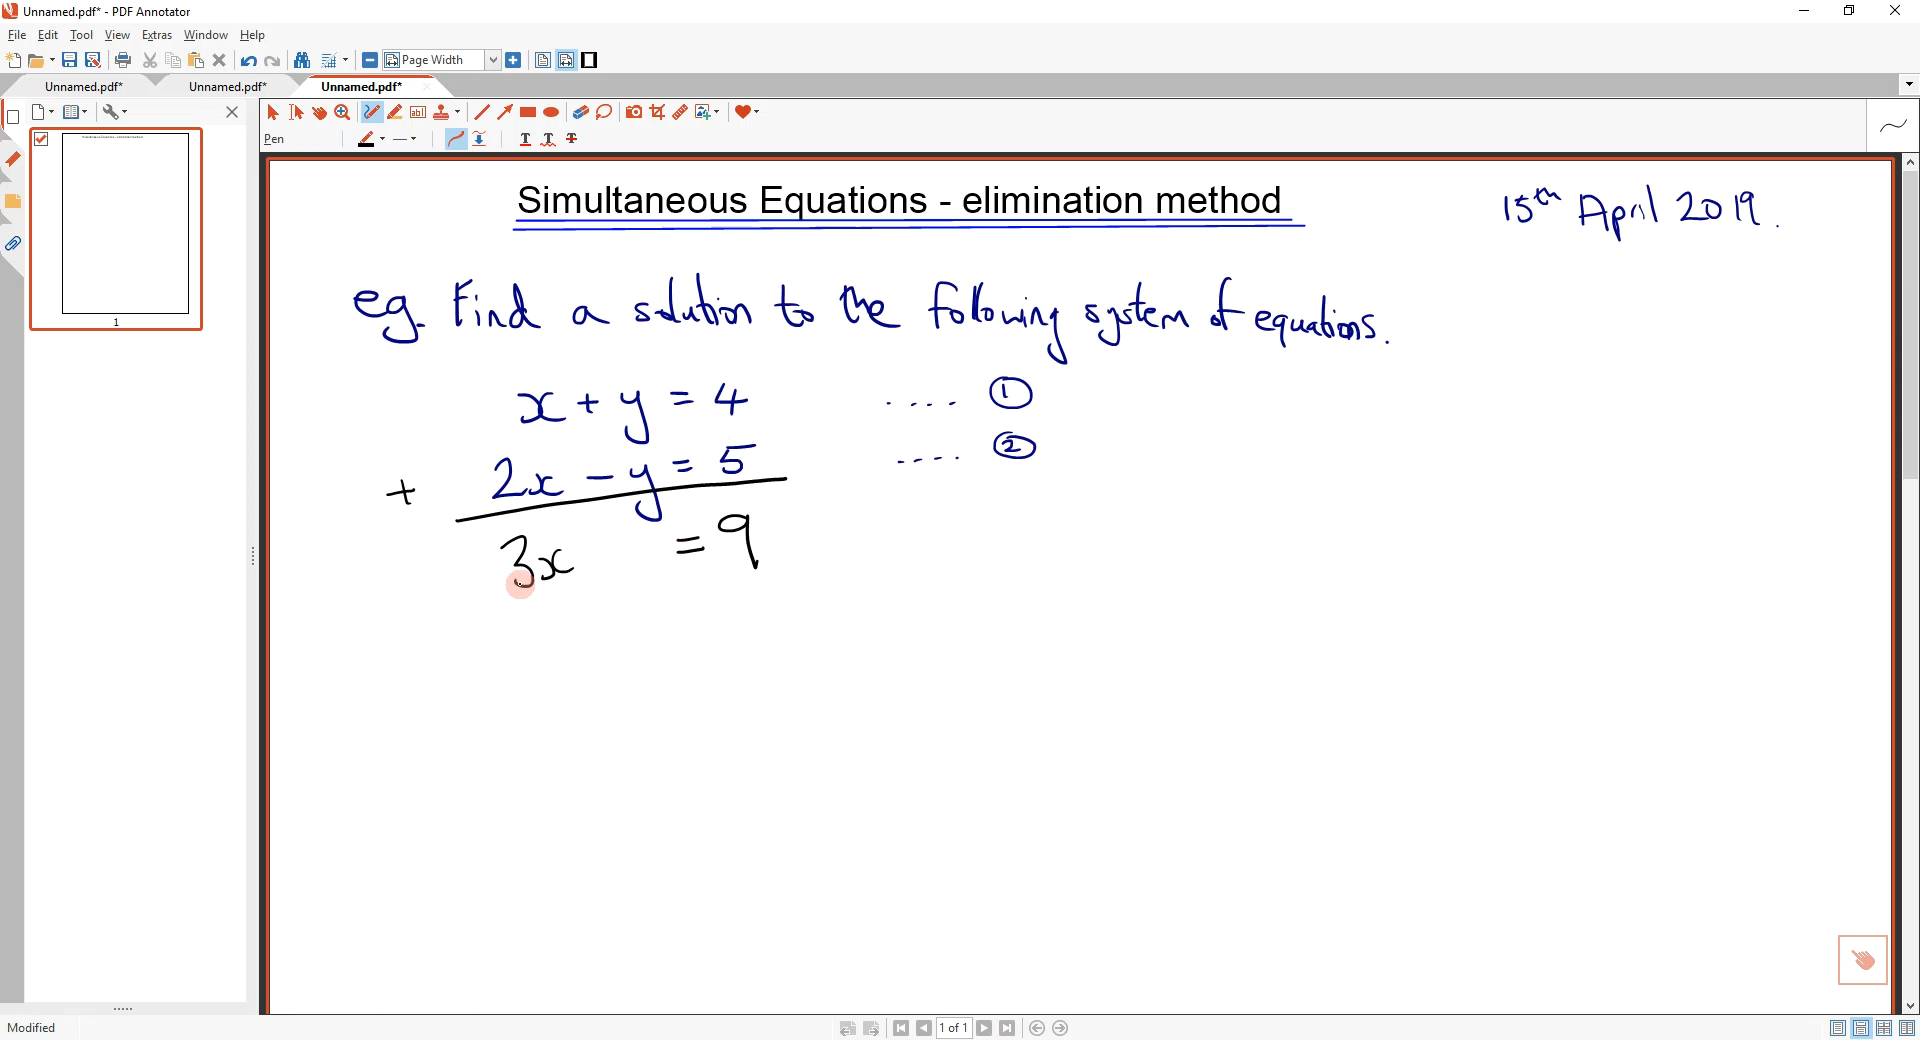 Unnamed.pdf* - PDF Annotator
File Edit Tool View Extras Window Help
Page Width
Unnamed.pdf* Unnamed.pdf* Unnamed.pdf*
Pen
1
Simultaneous Equations - elimination method
15th April 2019.
eg. Find a solution to the following system of equations.
x + y = 4 .... ①
2x - y = 5 .... ②
+
3x = 9
Modified
1 of 1